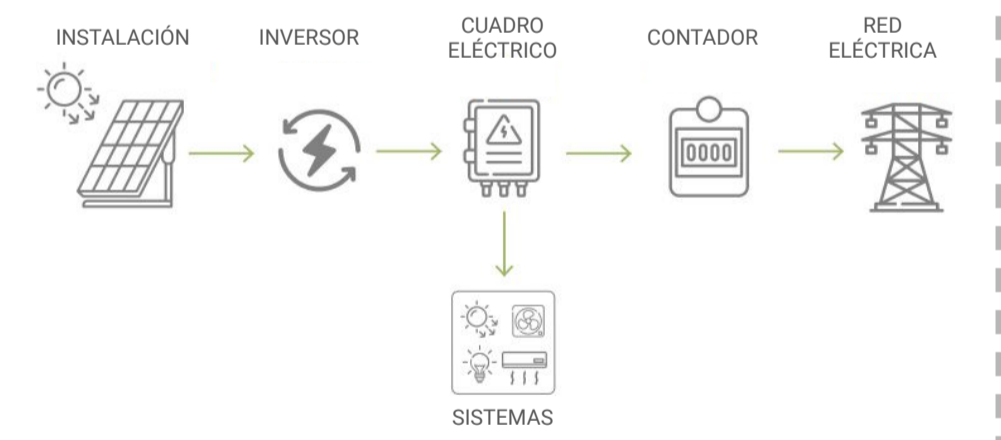 INSTALACIÓN
INVERSOR
CUADRO
ELÉCTRICO
CONTADOR
RED
ELÉCTRICA
0000
SISTEMAS